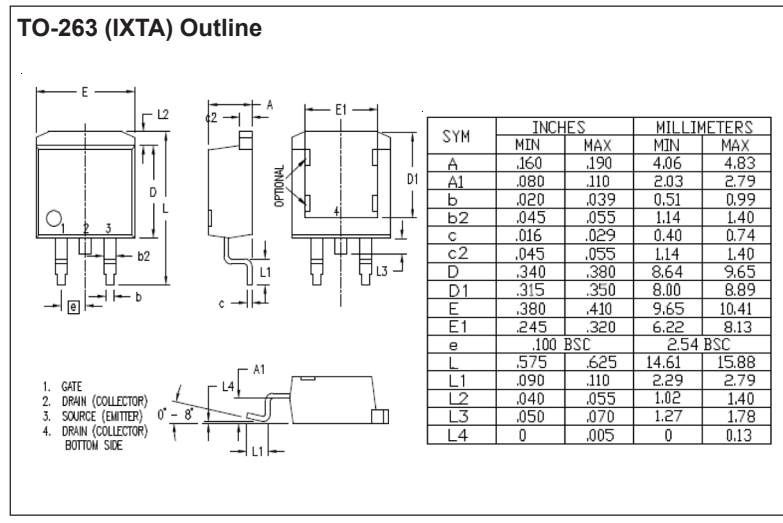 TO-263 (IXTA) Outline
E
L2
D
L
1 2 3
b2
e
b
A
c2
L1
c
E1
OPTIONAL
4
D1
L3
1. GATE
2. DRAIN (COLLECTOR)
3. SOURCE (EMITTER)
4. DRAIN (COLLECTOR)
BOTTOM SIDE
A1
L4
0° - 8°
L1
SYM INCHES MILLIMETERS
MIN MAX MIN MAX
A .160 .190 4.06 4.83
A1 .080 .110 2.03 2.79
b .020 .039 0.51 0.99
b2 .045 .055 1.14 1.40
c .016 .029 0.40 0.74
c2 .045 .055 1.14 1.40
D .340 .380 8.64 9.65
D1 .315 .350 8.00 8.89
E .380 .410 9.65 10.41
E1 .245 .320 6.22 8.13
e .100 BSC 2.54 BSC
L .575 .625 14.61 15.88
L1 .090 .110 2.29 2.79
L2 .040 .055 1.02 1.40
L3 .050 .070 1.27 1.78
L4 0 .005 0 0.13